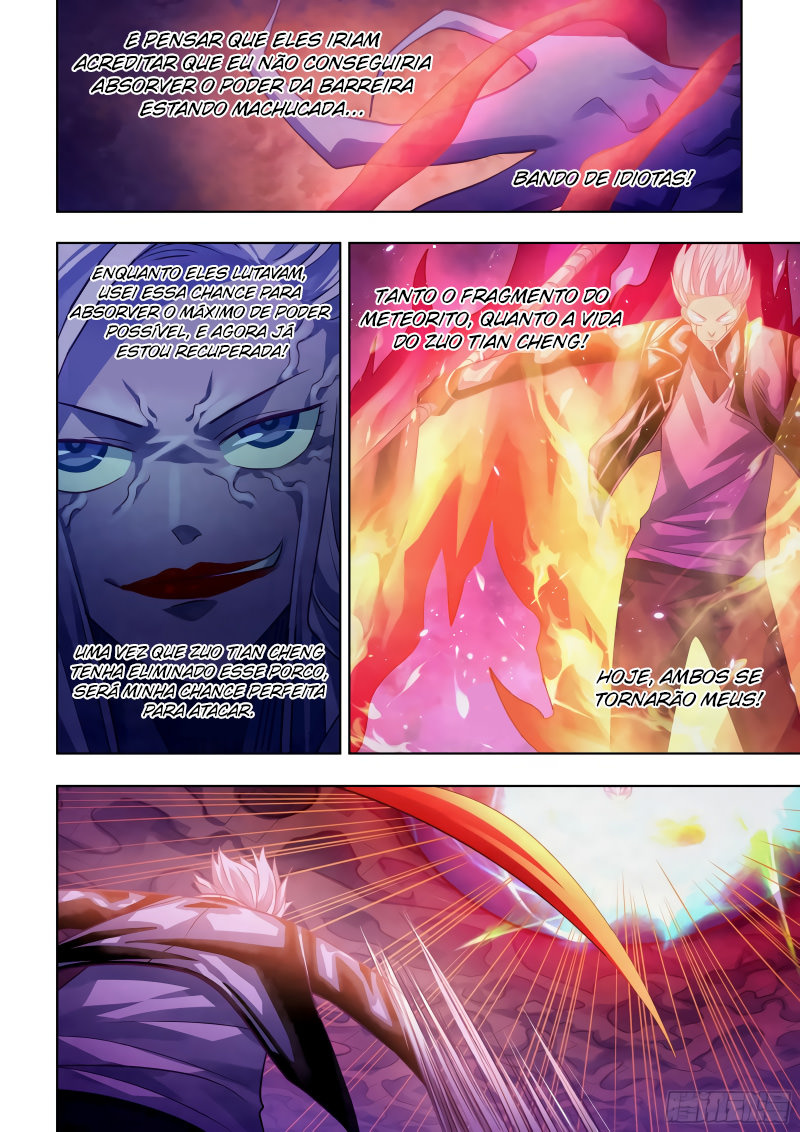 E PENSAR QUE ELES IRIAM
ACREDITAR QUE EU NÃO CONSEGUIRIA
ABSORVER O PODER DA BARREIRA
ESTANDO MACHUCADA...
BANDO DE IDIOTAS!
ENQUANTO ELES LUTAVAM,
USEI ESSA CHANCE PARA
ABSORVER O MÁXIMO DE PODER
POSSÍVEL, E AGORA JÁ
ESTOU RECUPERADA!
UMA VEZ QUE ZUO TIAN CHENG
TENHA ELIMINADO ESSE PORCO,
SERÁ MINHA CHANCE PERFEITA
PARA ATACAR.
TANTO O FRAGMENTO DO
METEORITO, QUANTO A VIDA
DO ZUO TIAN CHENG!
HOJE, AMBOS SE
TORNARÃO MEUS!